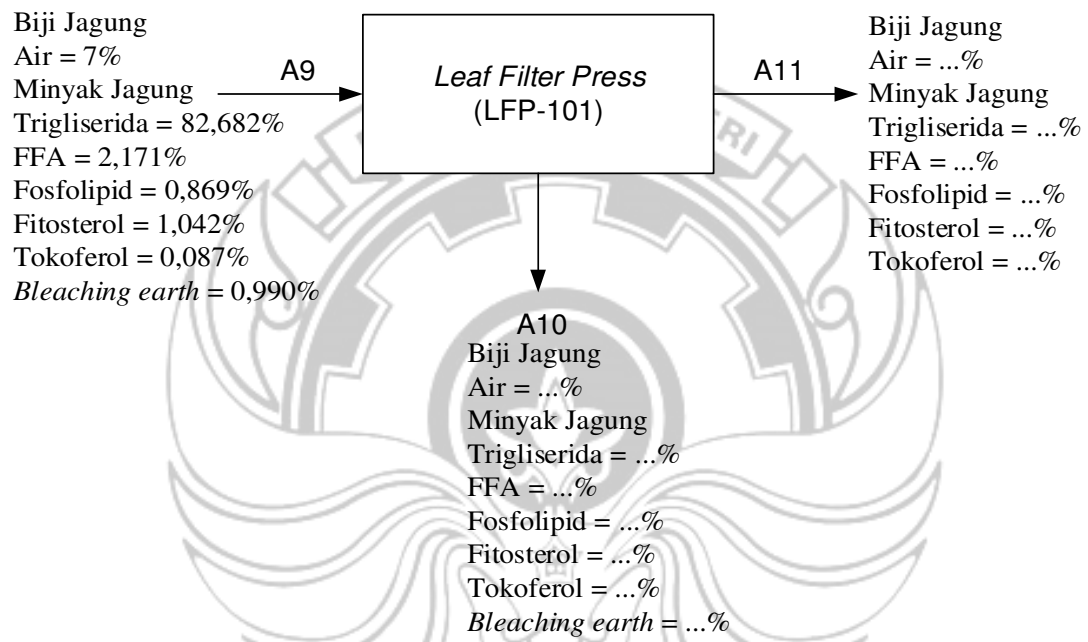 Biji Jagung
Air = 7%
Minyak Jagung
Trigliserida = 82,682%
FFA = 2,171%
Fosfolipid = 0,869%
Fitosterol = 1,042%
Tokoferol = 0,087%
Bleaching earth = 0,990%
A9
Leaf Filter Press
(LFP-101)
A11
Biji Jagung
Air = ...%
Minyak Jagung
Trigliserida = ...%
FFA = ...%
Fosfolipid = ...%
Fitosterol = ...%
Tokoferol = ...%
A10
Biji Jagung
Air = ...%
Minyak Jagung
Trigliserida = ...%
FFA = ...%
Fosfolipid = ...%
Fitosterol = ...%
Tokoferol = ...%
Bleaching earth = ...%